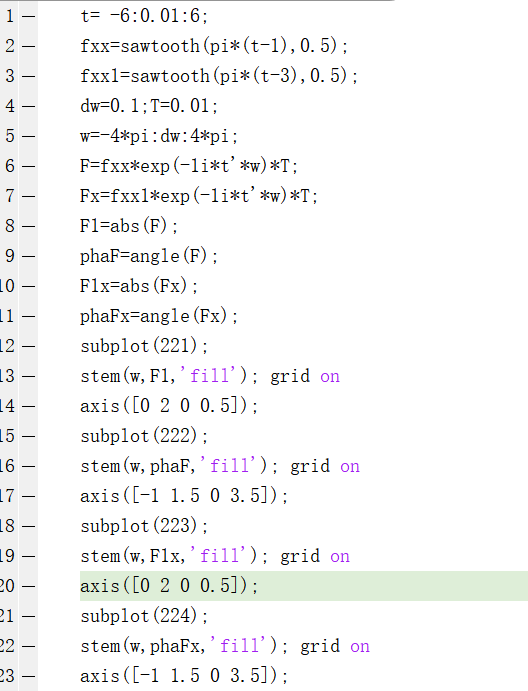 1 — t= -6:0.01:6;
2 — fxx=sawtooth(pi*(t-1),0.5);
3 — fxx1=sawtooth(pi*(t-3),0.5);
4 — dw=0.1;T=0.01;
5 — w=-4*pi:dw:4*pi;
6 — F=fxx*exp(-1i*t'*w)*T;
7 — Fx=fxx1*exp(-1i*t'*w)*T;
8 — F1=abs(F);
9 — phaF=angle(F);
10 — F1x=abs(Fx);
11 — phaFx=angle(Fx);
12 — subplot(221);
13 — stem(w,F1,'fill'); grid on
14 — axis([0 2 0 0.5]);
15 — subplot(222);
16 — stem(w,phaF,'fill'); grid on
17 — axis([-1 1.5 0 3.5]);
18 — subplot(223);
19 — stem(w,F1x,'fill'); grid on
20 — axis([0 2 0 0.5]);
21 — subplot(224);
22 — stem(w,phaFx,'fill'); grid on
23 — axis([-1 1.5 0 3.5]);